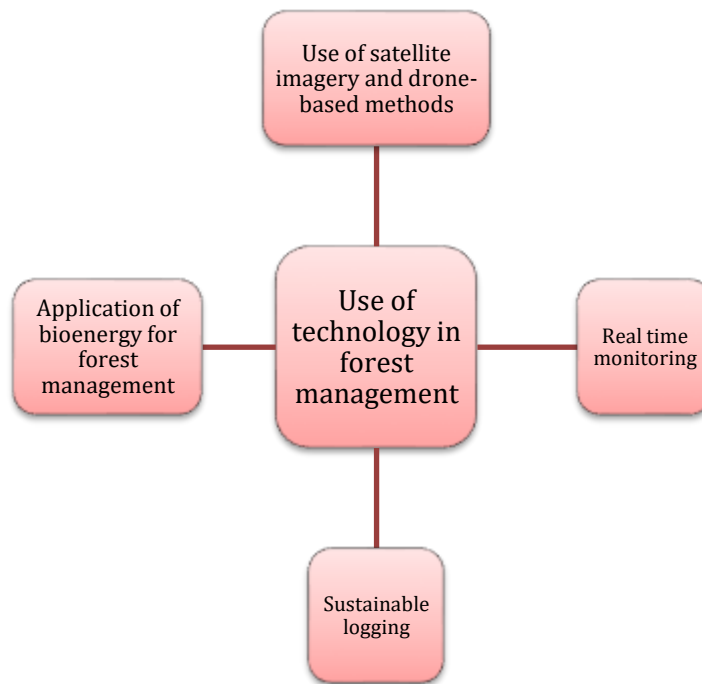 Use of satellite
imagery and drone-
based methods
Application of
bioenergy for
forest
management
Use of
technology in
forest
management
Real time
monitoring
Sustainable
logging